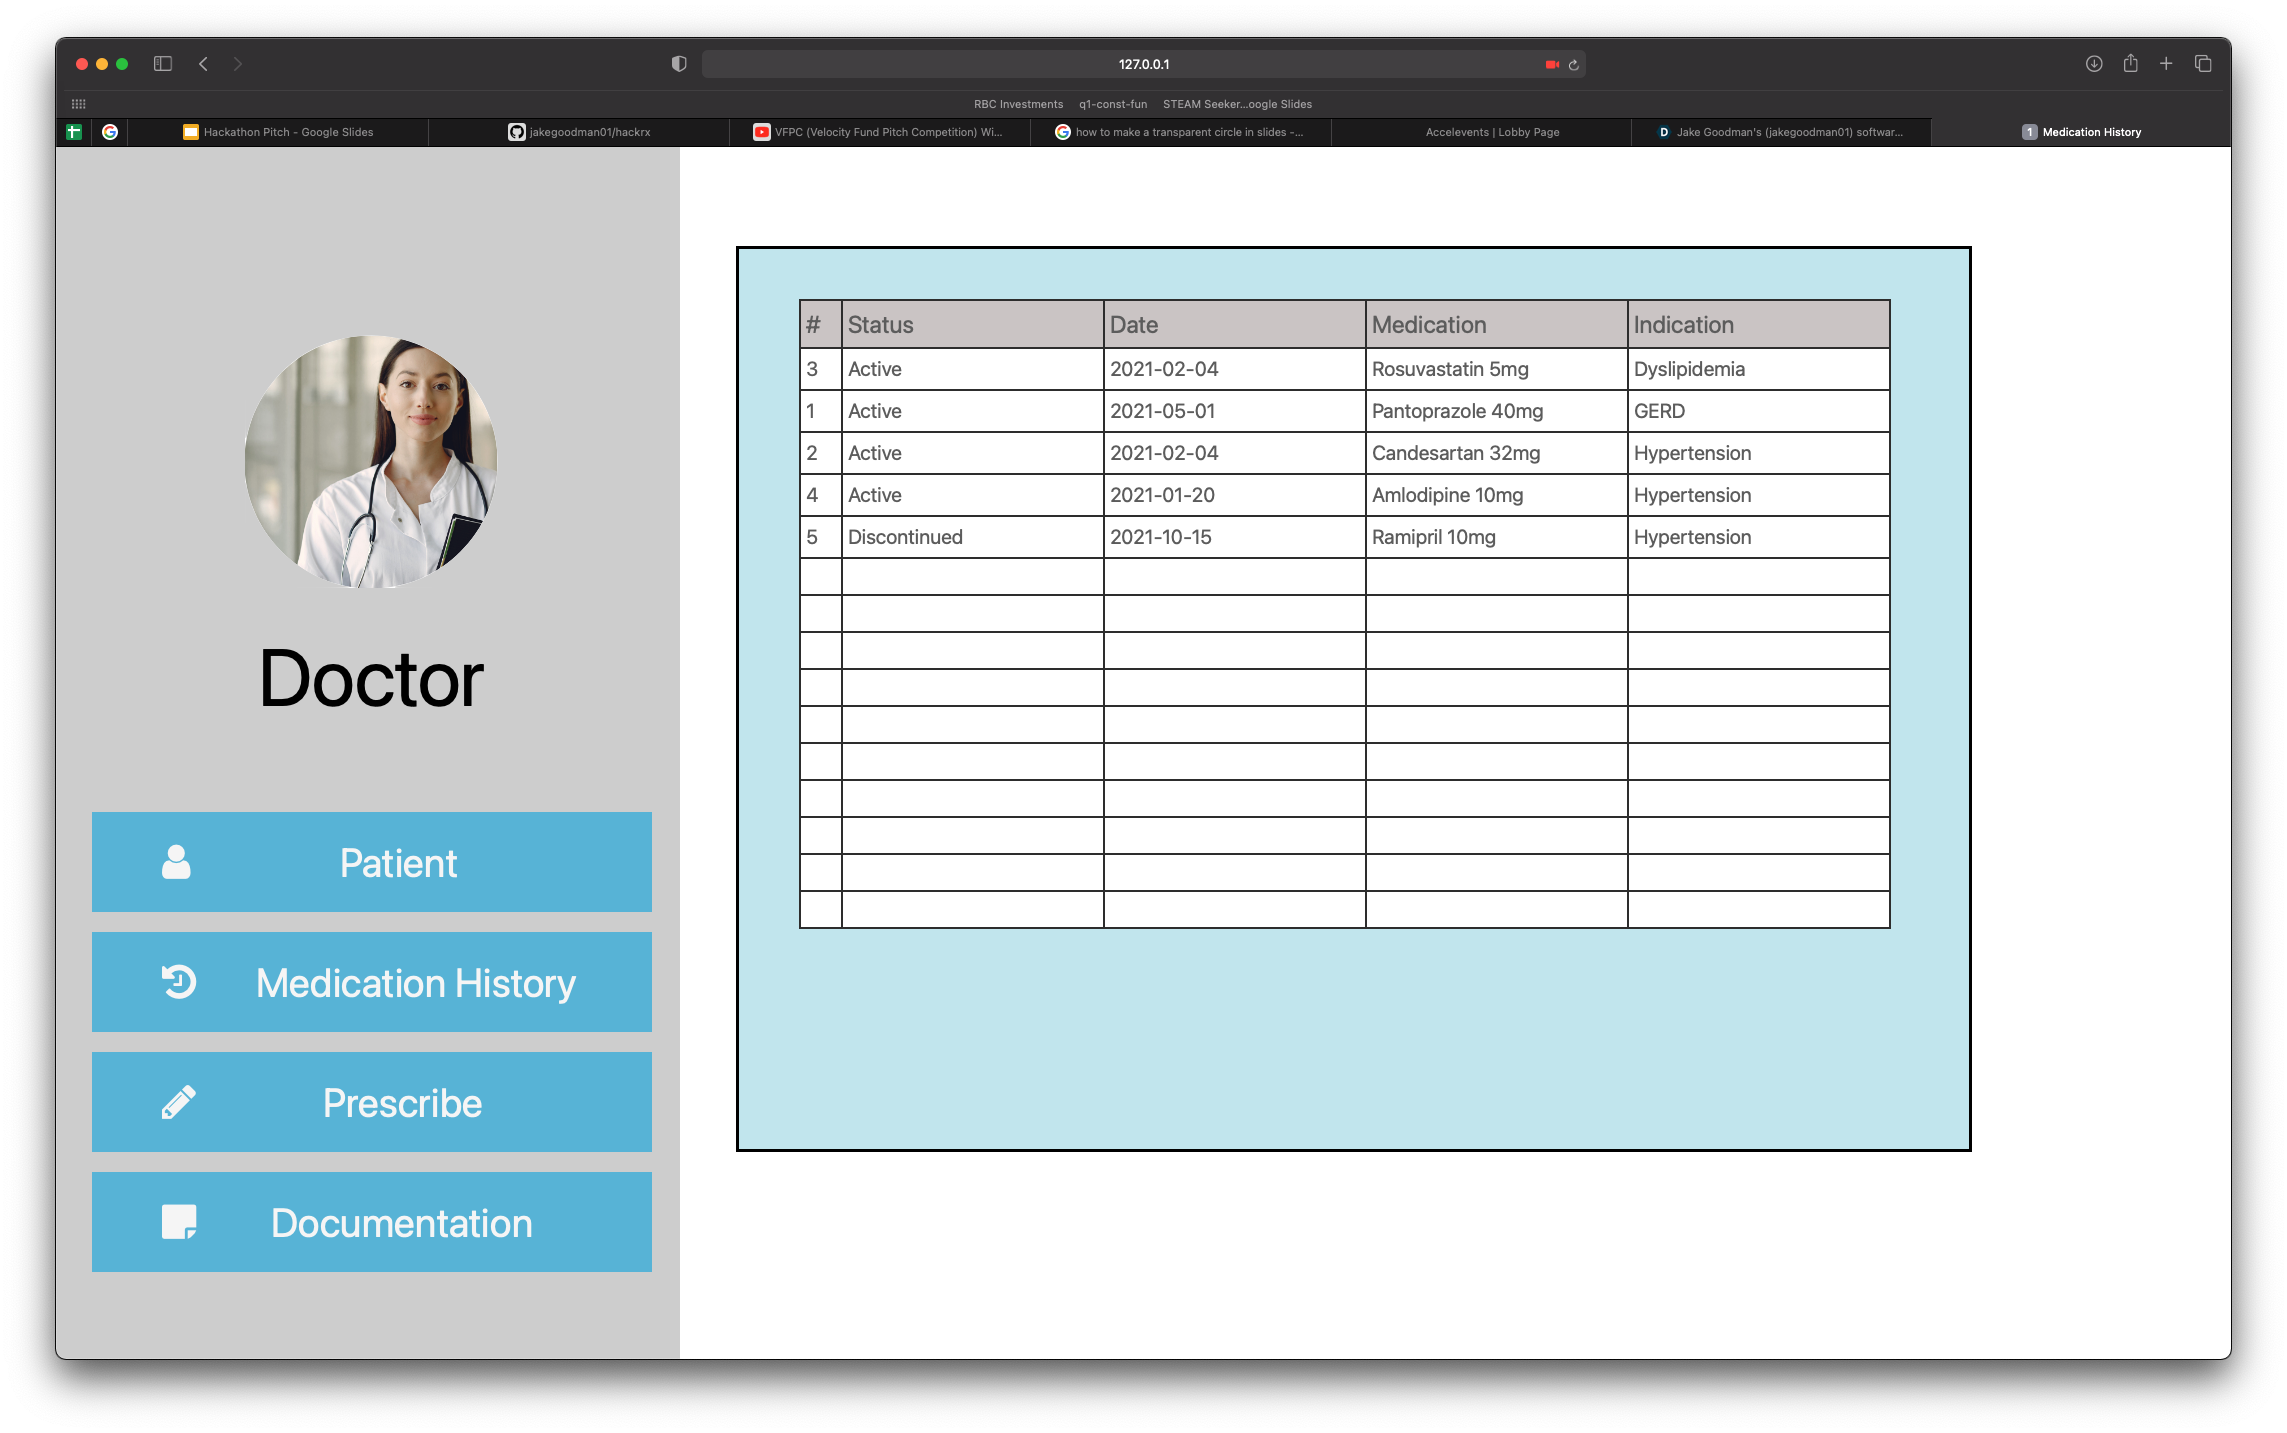 127.0.0.1
RBC Investments q1-const-fun STEAM Seeker...oogle Slides
Hackathon Pitch - Google Slides jakegoodman01/hackrx VFPC (Velocity Fund Pitch Competition) Wi... how to make a transparent circle in slides -... Accelevents | Lobby Page D Jake Goodman's (jakegoodman01) softwar... 1 Medication History
Doctor
Patient
Medication History
Prescribe
Documentation
# Status Date Medication Indication
3 Active 2021-02-04 Rosuvastatin 5mg Dyslipidemia
1 Active 2021-05-01 Pantoprazole 40mg GERD
2 Active 2021-02-04 Candesartan 32mg Hypertension
4 Active 2021-01-20 Amlodipine 10mg Hypertension
5 Discontinued 2021-10-15 Ramipril 10mg Hypertension